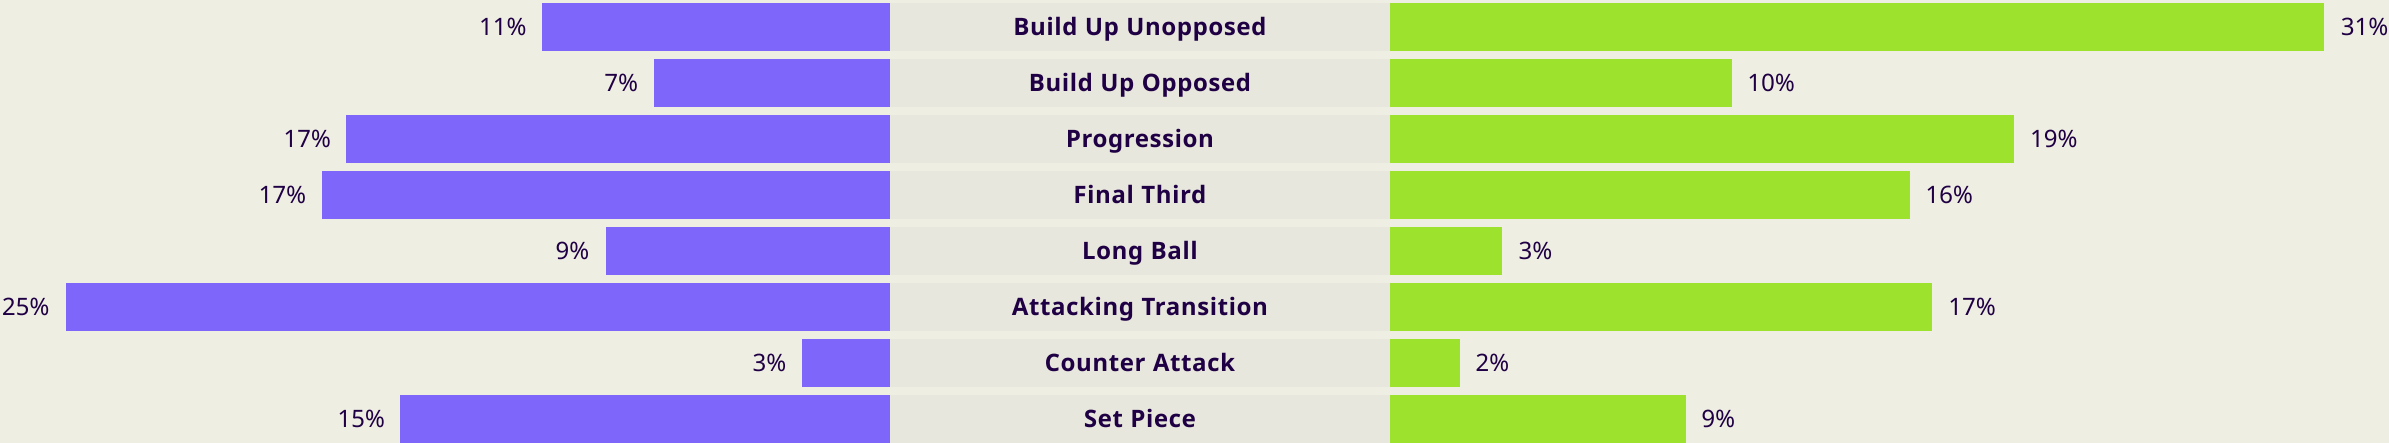 11% Build Up Unopposed 31%
7% Build Up Opposed 10%
17% Progression 19%
17% Final Third 16%
9% Long Ball 3%
25% Attacking Transition 17%
3% Counter Attack 2%
15% Set Piece 9%